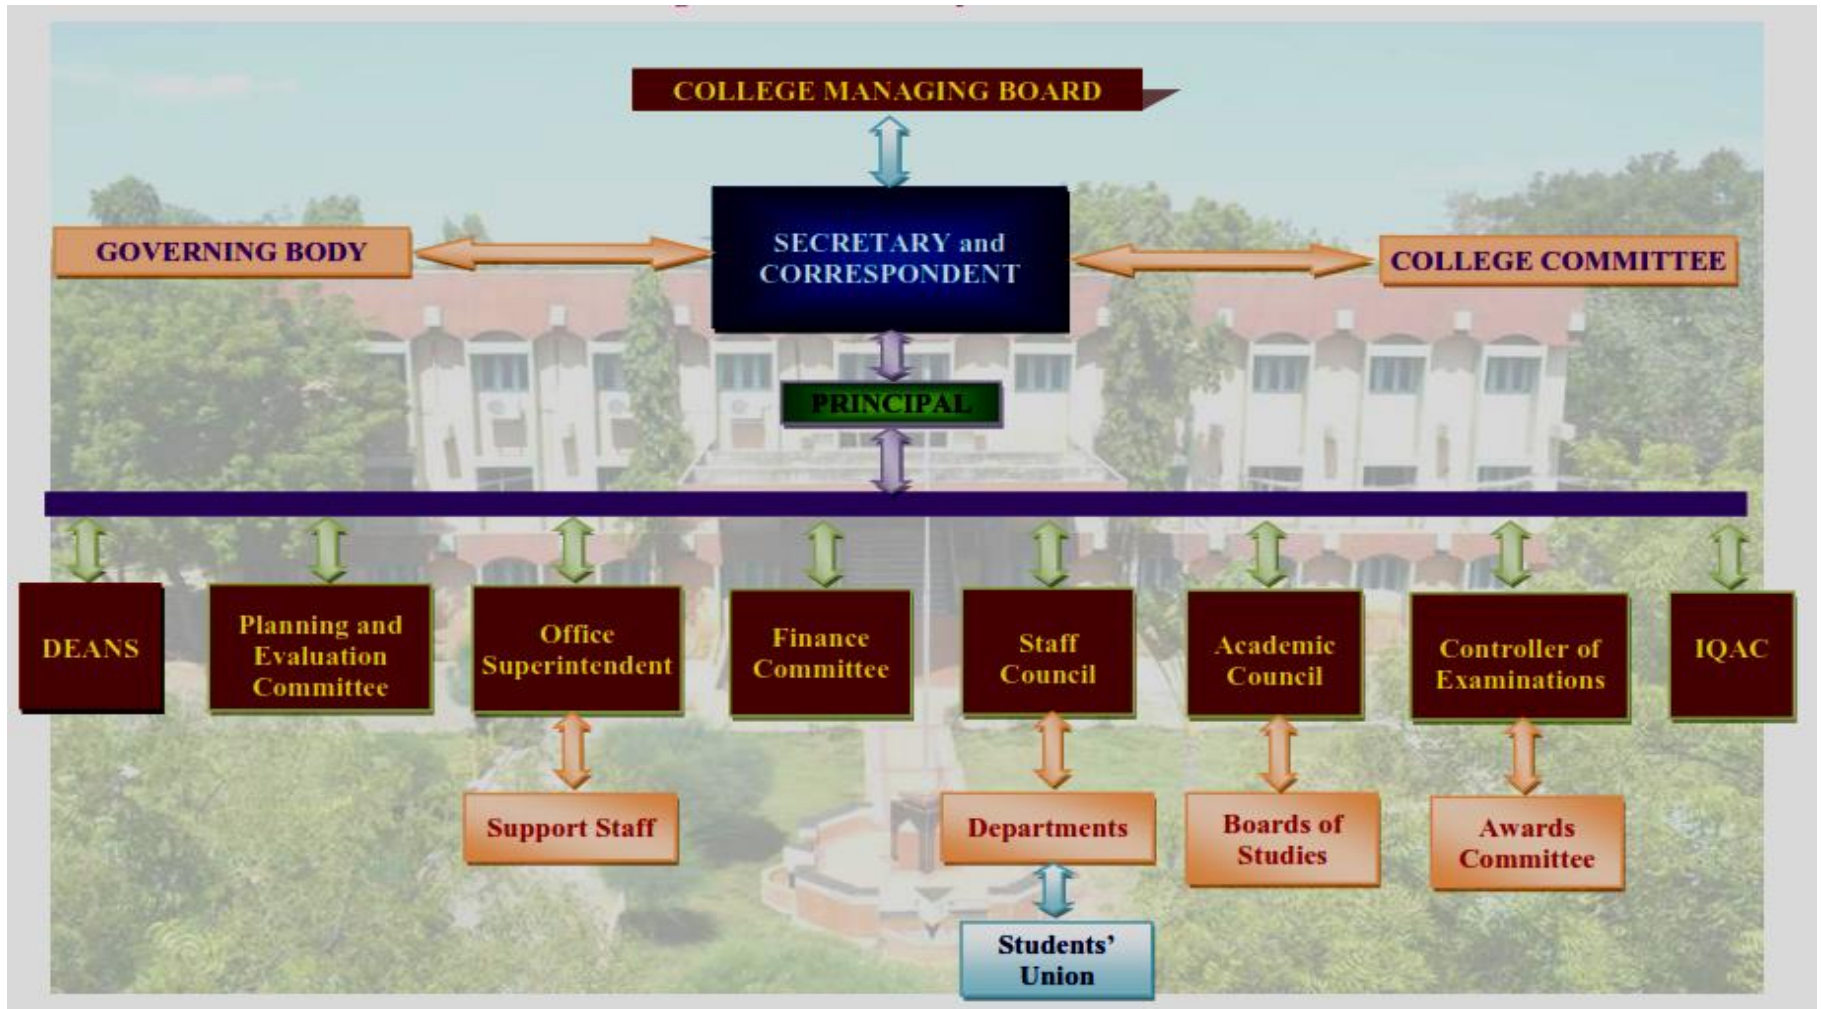 COLLEGE MANAGING BOARD
SECRETARY and
CORRESPONDENT
GOVERNING BODY
COLLEGE COMMITTEE
PRINCIPAL
DEANS
Planning and
Evaluation
Committee
Office
Superintendent
Finance
Committee
Staff
Council
Academic
Council
Controller of
Examinations
IQAC
Support Staff
Departments
Boards of
Studies
Awards
Committee
Students’
Union